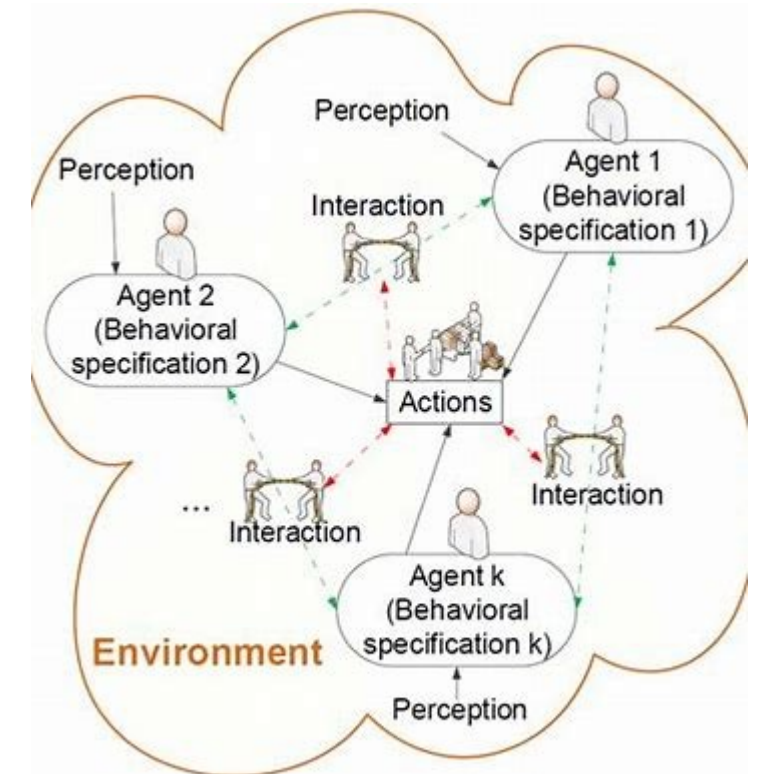 Perception
Agent 1
(Behavioral
specification 1)
Perception
Interaction
Agent 2
(Behavioral
specification 2)
Actions
Interaction
...
Interaction
Agent k
(Behavioral
specification k)
Environment
Perception